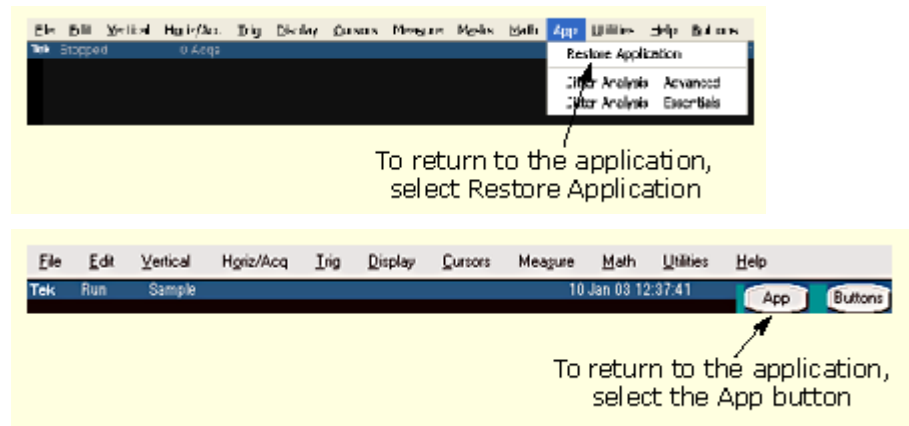 File Edit Vertical Horiz/Acq Trig Display Cursors Measure Masks Math App Utilities Help Buttons
Tek Stopped 0 Acqs
Restore Application
Jitter Analysis Advanced
Jitter Analysis Essentials
To return to the application,
select Restore Application
File Edit Vertical Horiz/Acq Trig Display Cursors Measure Math Utilities Help
Tek Run Sample 10 Jan 03 12:37:41 App Buttons
To return to the application,
select the App button